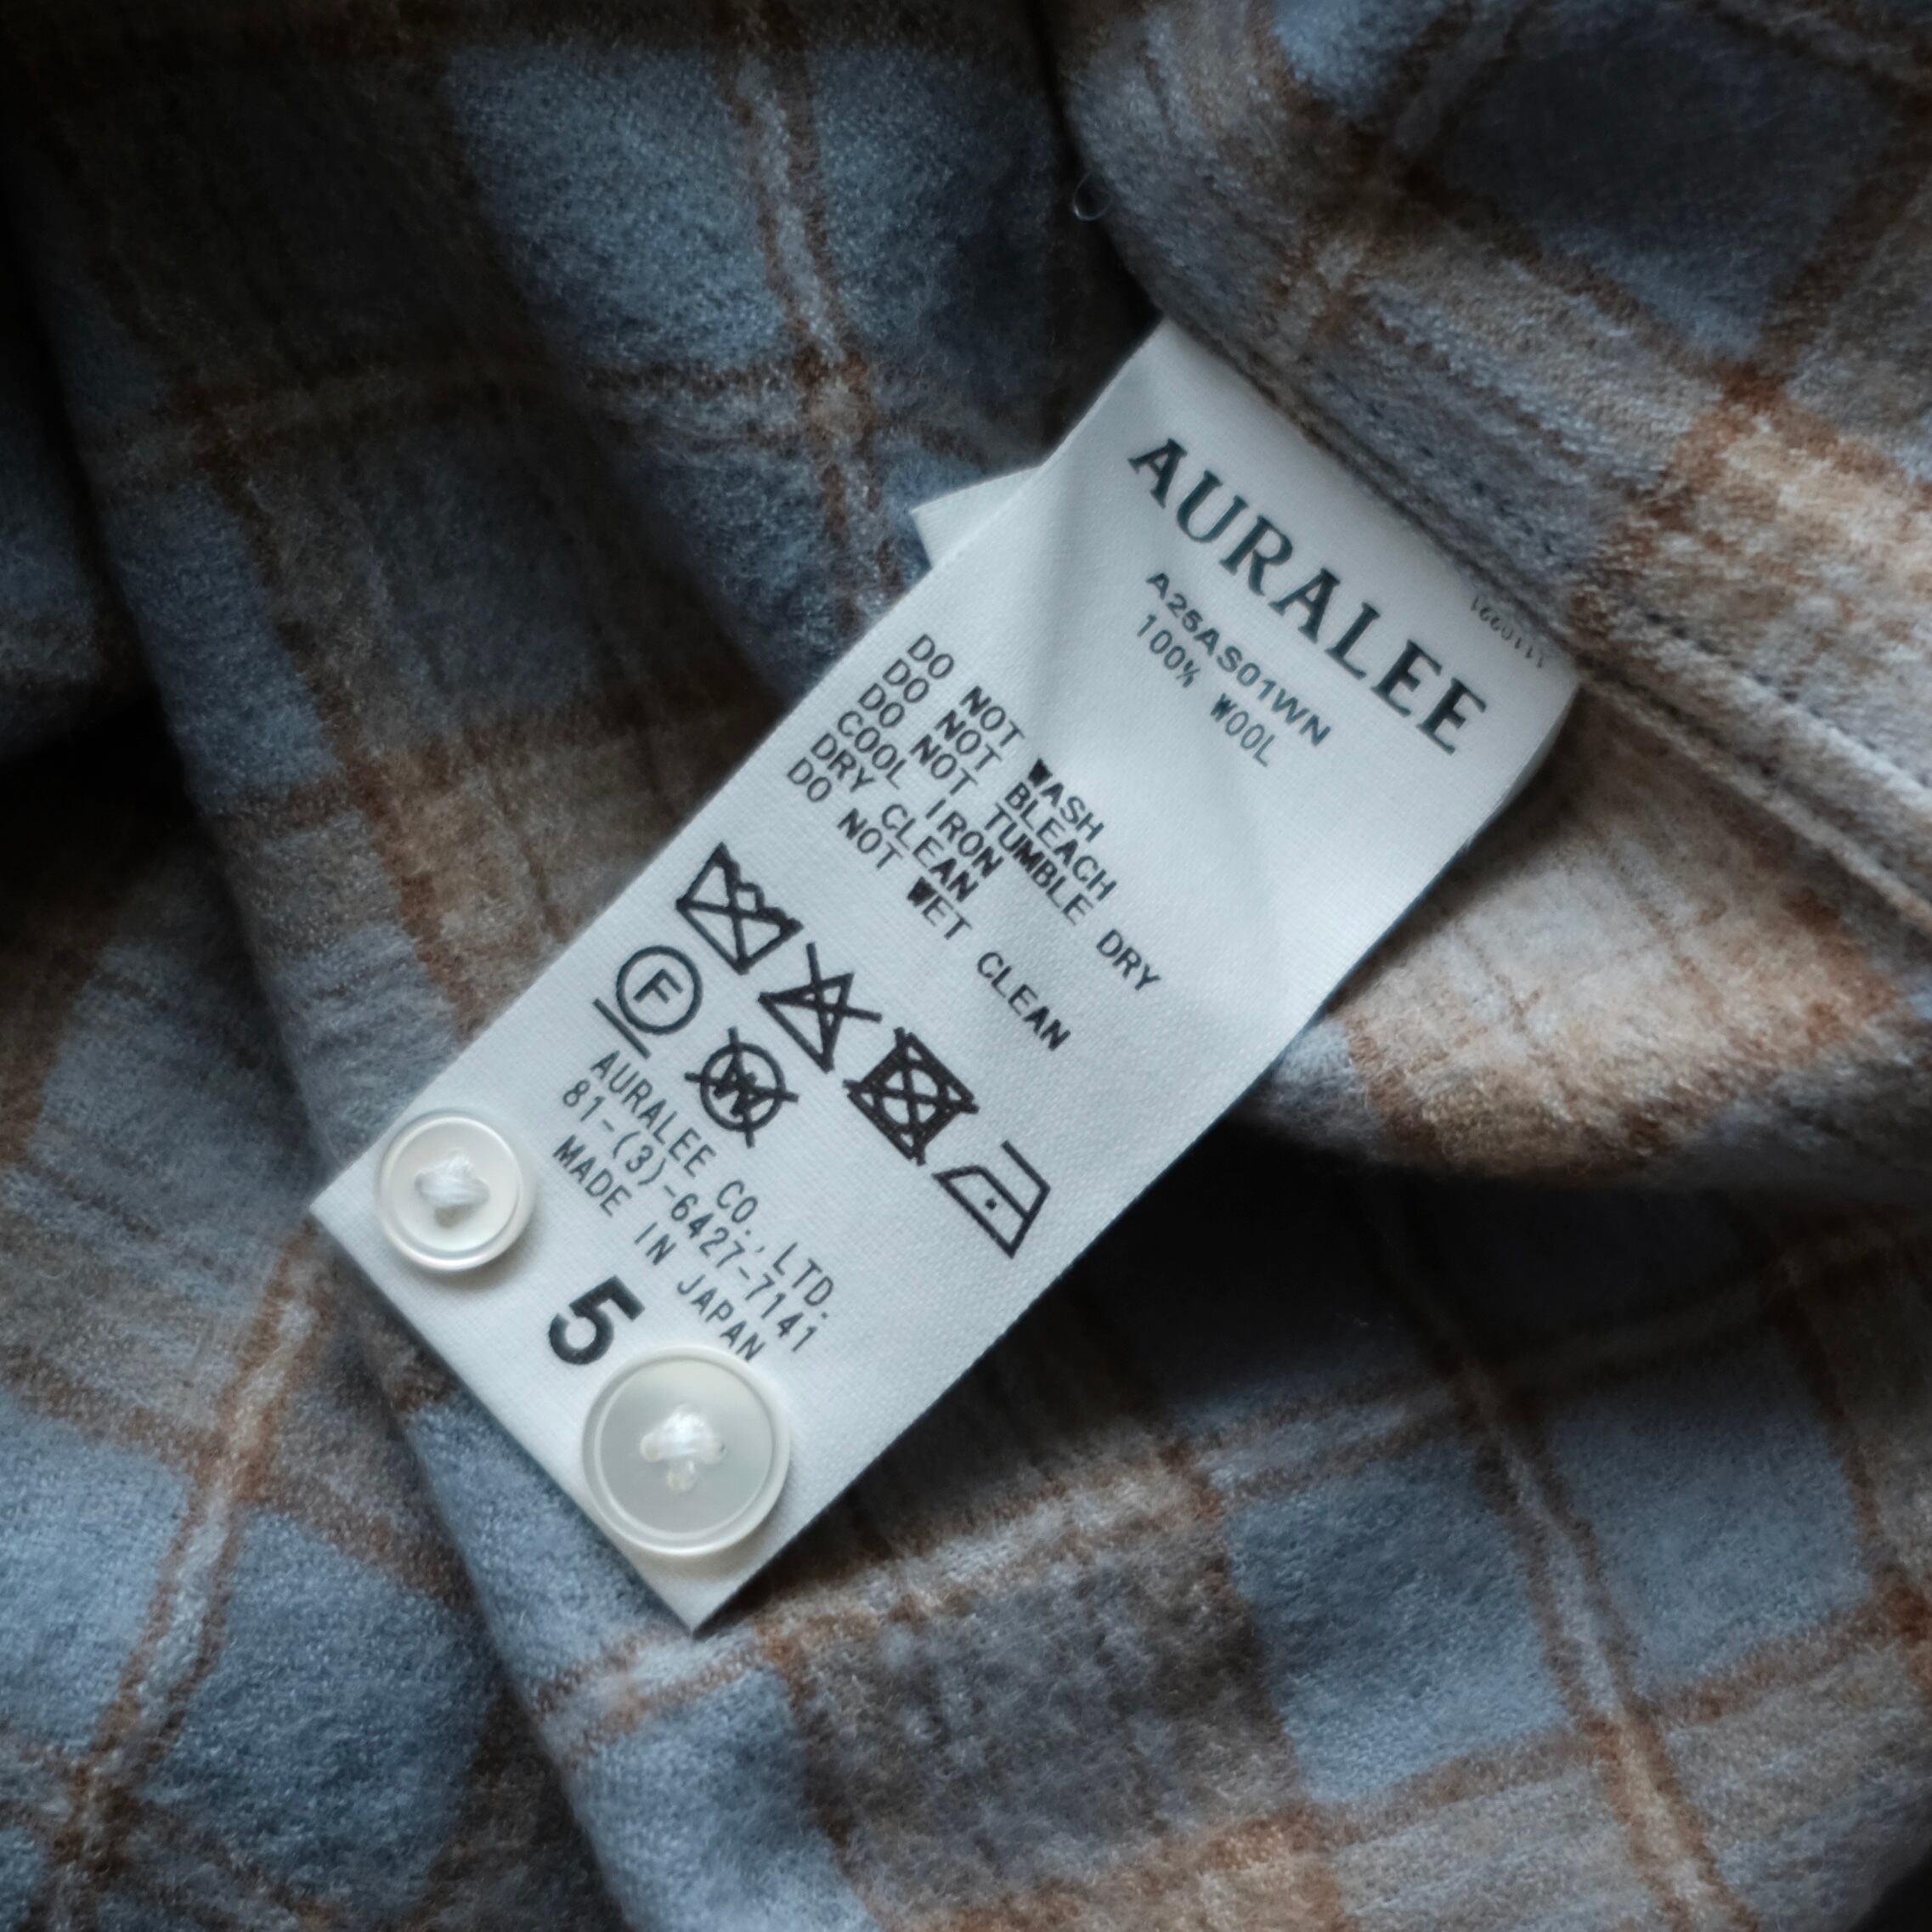 AURALEE
A25AS01WN
100% WOOL
DO NOT WASH
DO NOT BLEACH
DO NOT TUMBLE DRY
COOL IRON
DRY CLEAN
DO NOT WET CLEAN
F
W
AURALEE CO., LTD.
81-(3)-6427-7141
MADE IN JAPAN
5